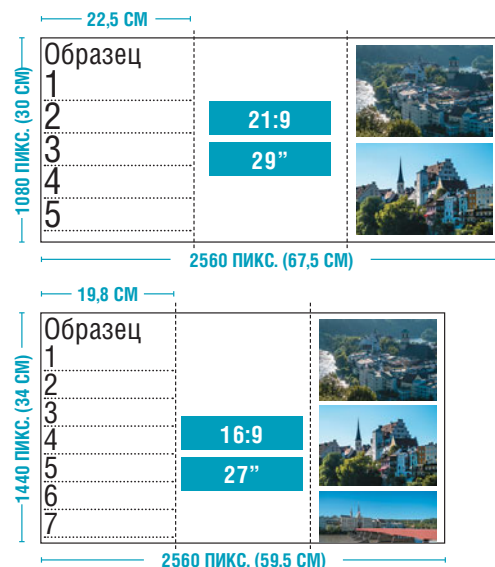 22,5 СМ
Образец
1
2
3
4
5
21:9
29”
1080 ПИКС. (30 СМ)
2560 ПИКС. (67,5 СМ)
19,8 СМ
Образец
1
2
3
4
5
6
7
16:9
27”
1440 ПИКС. (34 СМ)
2560 ПИКС. (59,5 СМ)